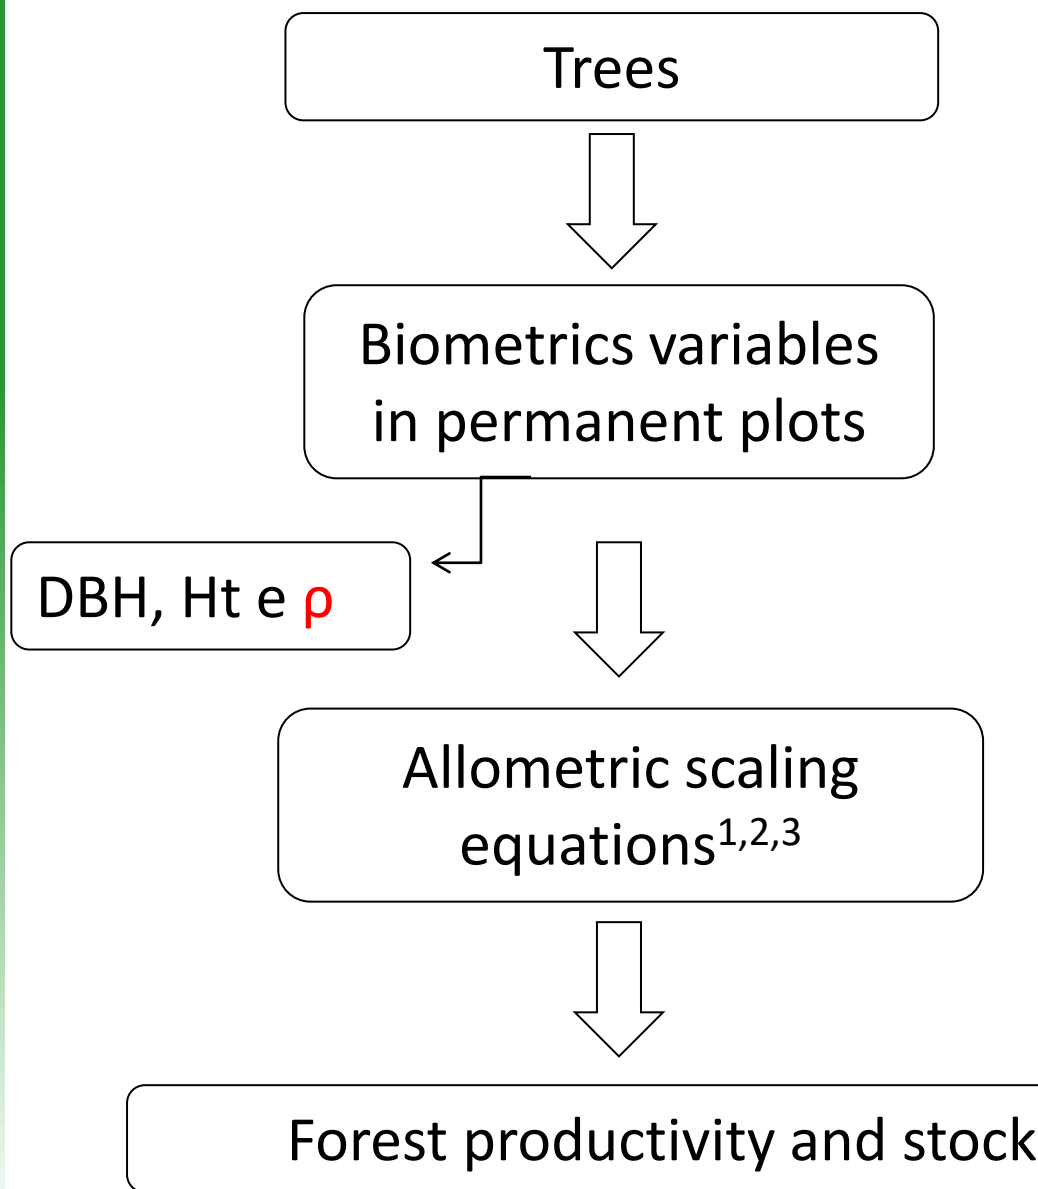 Trees
Biometrics variables
in permanent plots
DBH, Ht e ρ
Allometric scaling
equations¹,²,³
Forest productivity and stock